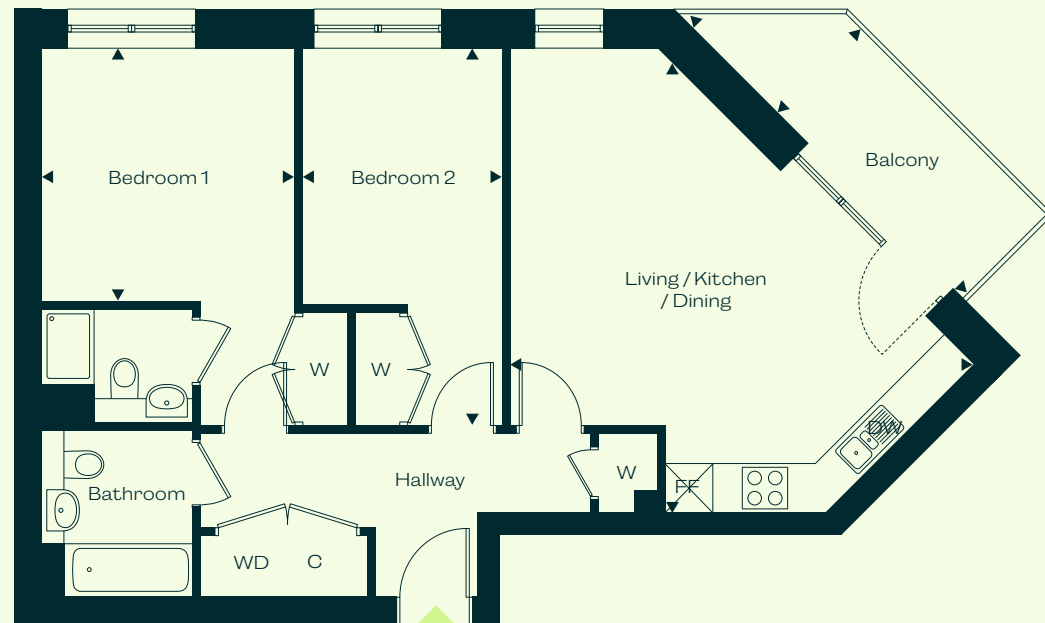 Bedroom 1
Bedroom 2
Balcony
Living / Kitchen
/ Dining
W
W
DW
W
Hallway
FF
Bathroom
WD
C